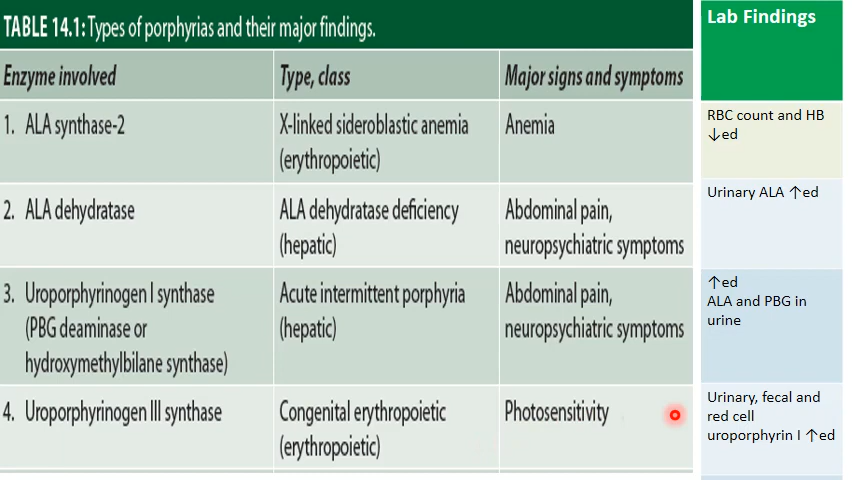 TABLE 14.1: Types of porphyrias and their major findings.
Lab Findings
Enzyme involved
Type, class
Major signs and symptoms
1. ALA synthase-2
X-linked sideroblastic anemia
(erythropoietic)
Anemia
RBC count and HB
↓ed
2. ALA dehydratase
ALA dehydratase deficiency
(hepatic)
Abdominal pain,
neuropsychiatric symptoms
Urinary ALA ↑ed
3. Uroporphyrinogen I synthase
(PBG deaminase or
hydroxymethylbilane synthase)
Acute intermittent porphyria
(hepatic)
Abdominal pain,
neuropsychiatric symptoms
↑ed
ALA and PBG in
urine
4. Uroporphyrinogen III synthase
Congenital erythropoietic
(erythropoietic)
Photosensitivity
Urinary, fecal and
red cell
uroporphyrin I ↑ed